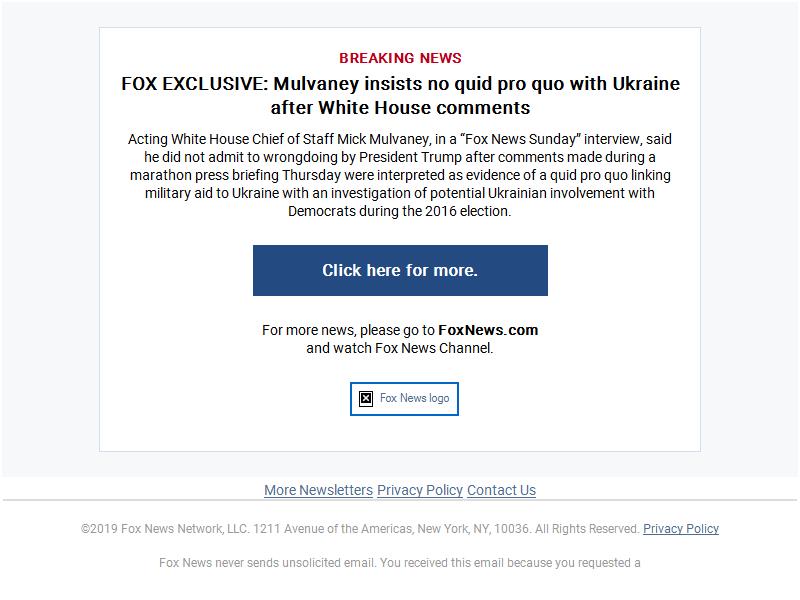 BREAKING NEWS
FOX EXCLUSIVE: Mulvaney insists no quid pro quo with Ukraine
after White House comments
Acting White House Chief of Staff Mick Mulvaney, in a “Fox News Sunday” interview, said
he did not admit to wrongdoing by President Trump after comments made during a
marathon press briefing Thursday were interpreted as evidence of a quid pro quo linking
military aid to Ukraine with an investigation of potential Ukrainian involvement with
Democrats during the 2016 election.
Click here for more.
For more news, please go to FoxNews.com
and watch Fox News Channel.
Fox News logo
More Newsletters Privacy Policy Contact Us
©2019 Fox News Network, LLC. 1211 Avenue of the Americas, New York, NY, 10036. All Rights Reserved. Privacy Policy
Fox News never sends unsolicited email. You received this email because you requested a